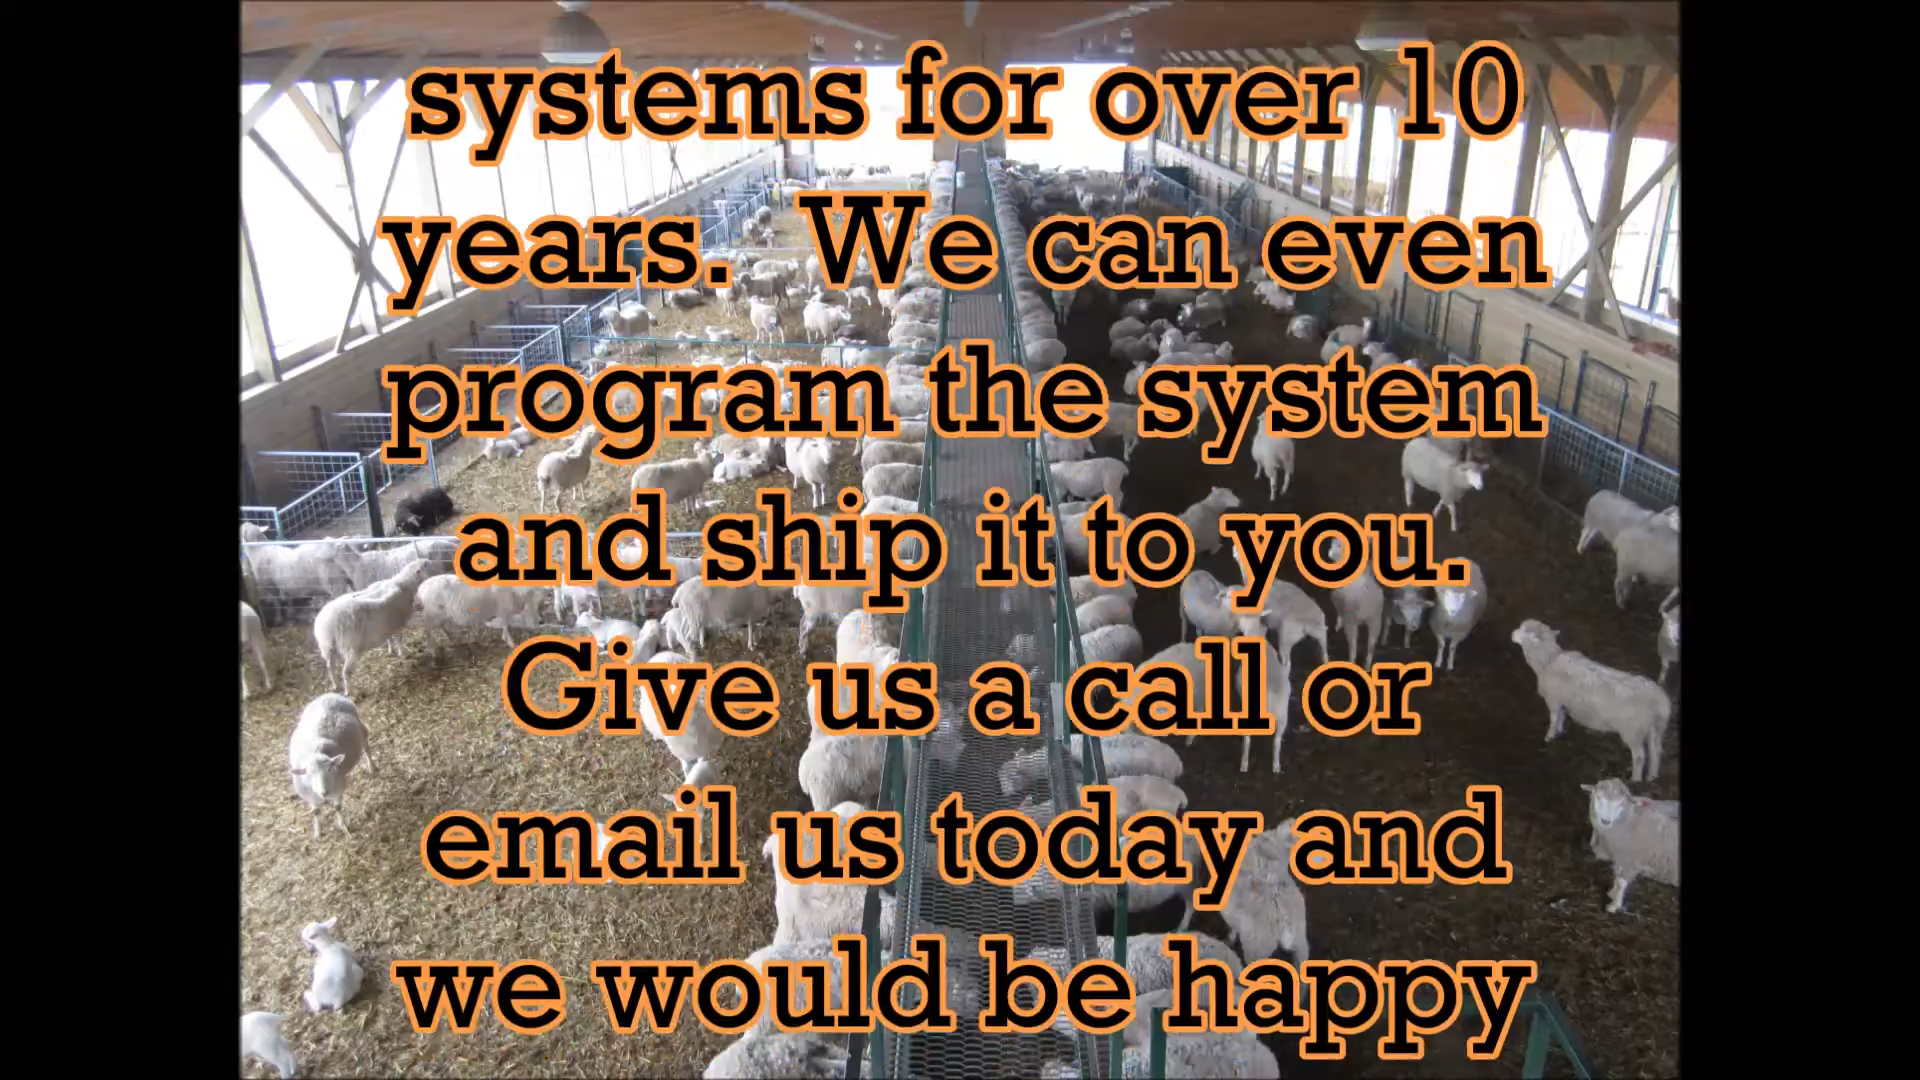 systems for over 10
years.  We can even
program the system
and ship it to you.
Give us a call or
email us today and
we would be happy